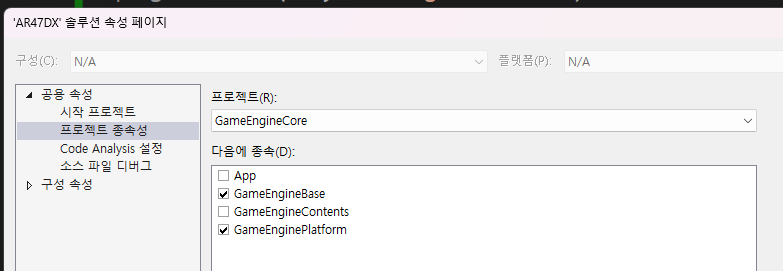 'AR47DX' 솔루션 속성 페이지
구성(C): N/A 플랫폼(P): N/A
공용 속성
시작 프로젝트
프로젝트 종속성
Code Analysis 설정
소스 파일 디버그
구성 속성
프로젝트(R):
GameEngineCore
다음에 종속(D):
App
GameEngineBase
GameEngineContents
GameEnginePlatform